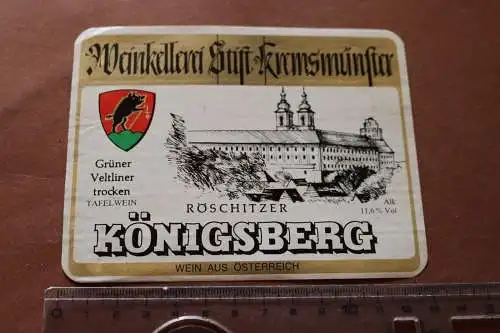 Weinkellerei Stift Kremsmünster
Grüner
Veltliner
trocken
TAFELWEIN
RÖSCHITZER
Alk
11,6% Vol
KÖNIGSBERG
WEIN AUS ÖSTERREICH